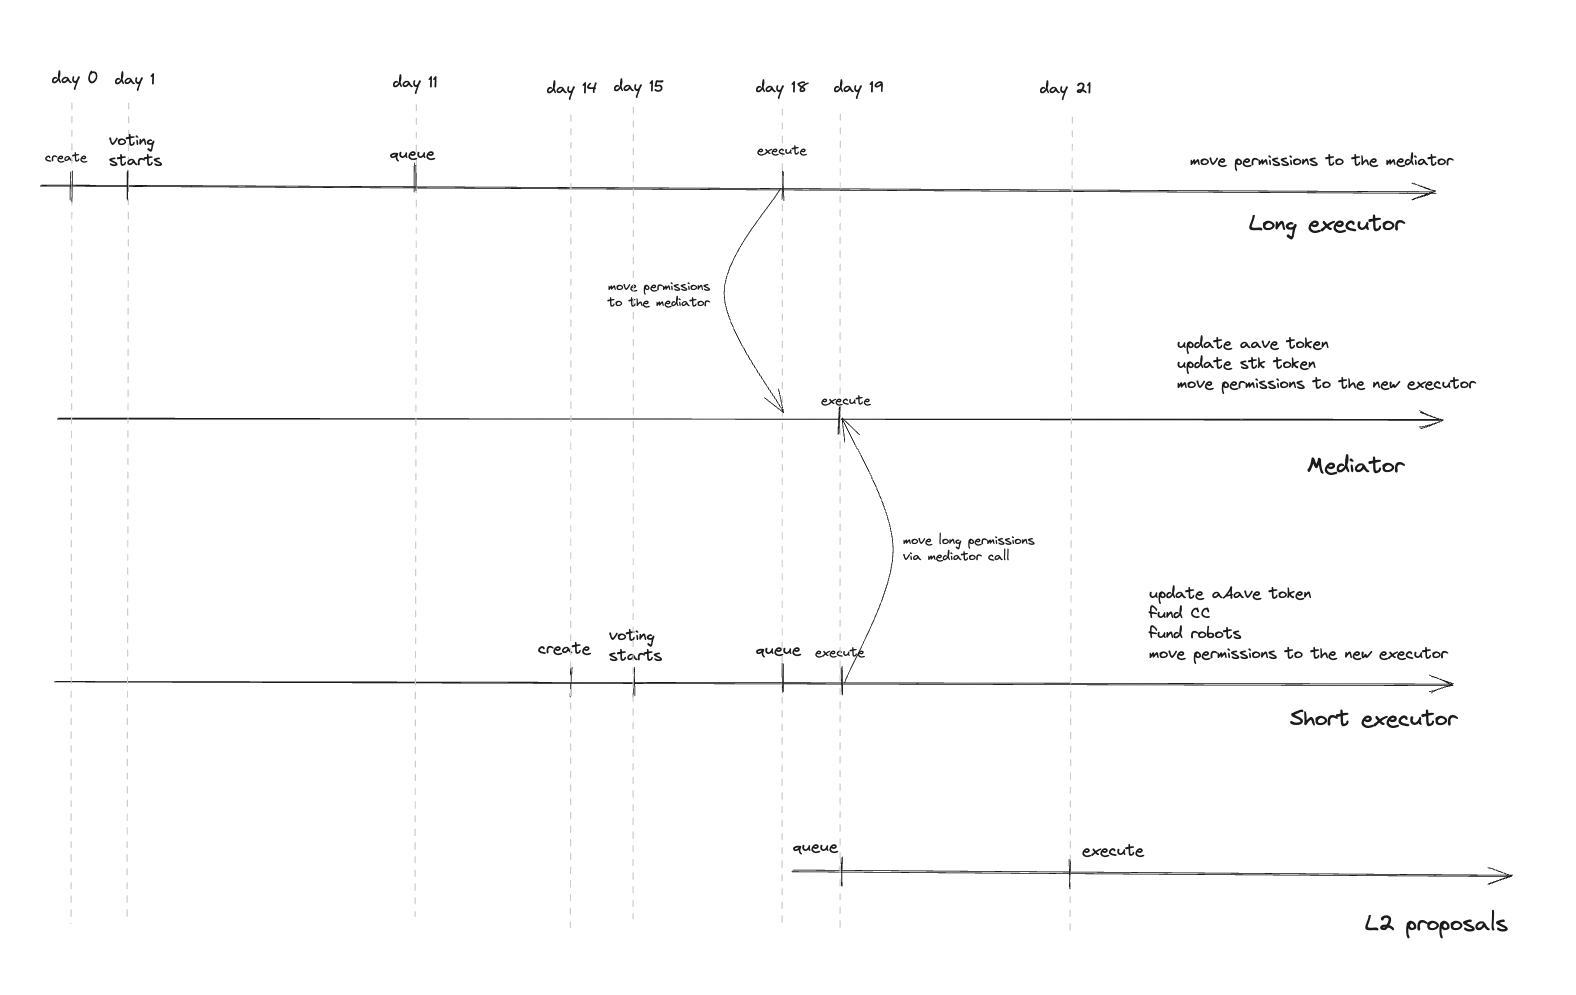 day 0
day 1
day 11
day 14
day 15
day 18
day 19
day 21
create
voting
starts
queue
execute
move permissions to the mediator
Long executor
move permissions
to the mediator
update aave token
update stk token
move permissions to the new executor
execute
Mediator
move long permissions
via mediator call
update aAave token
fund CC
fund robots
move permissions to the new executor
create
voting
starts
queue
execute
Short executor
queue
execute
L2 proposals